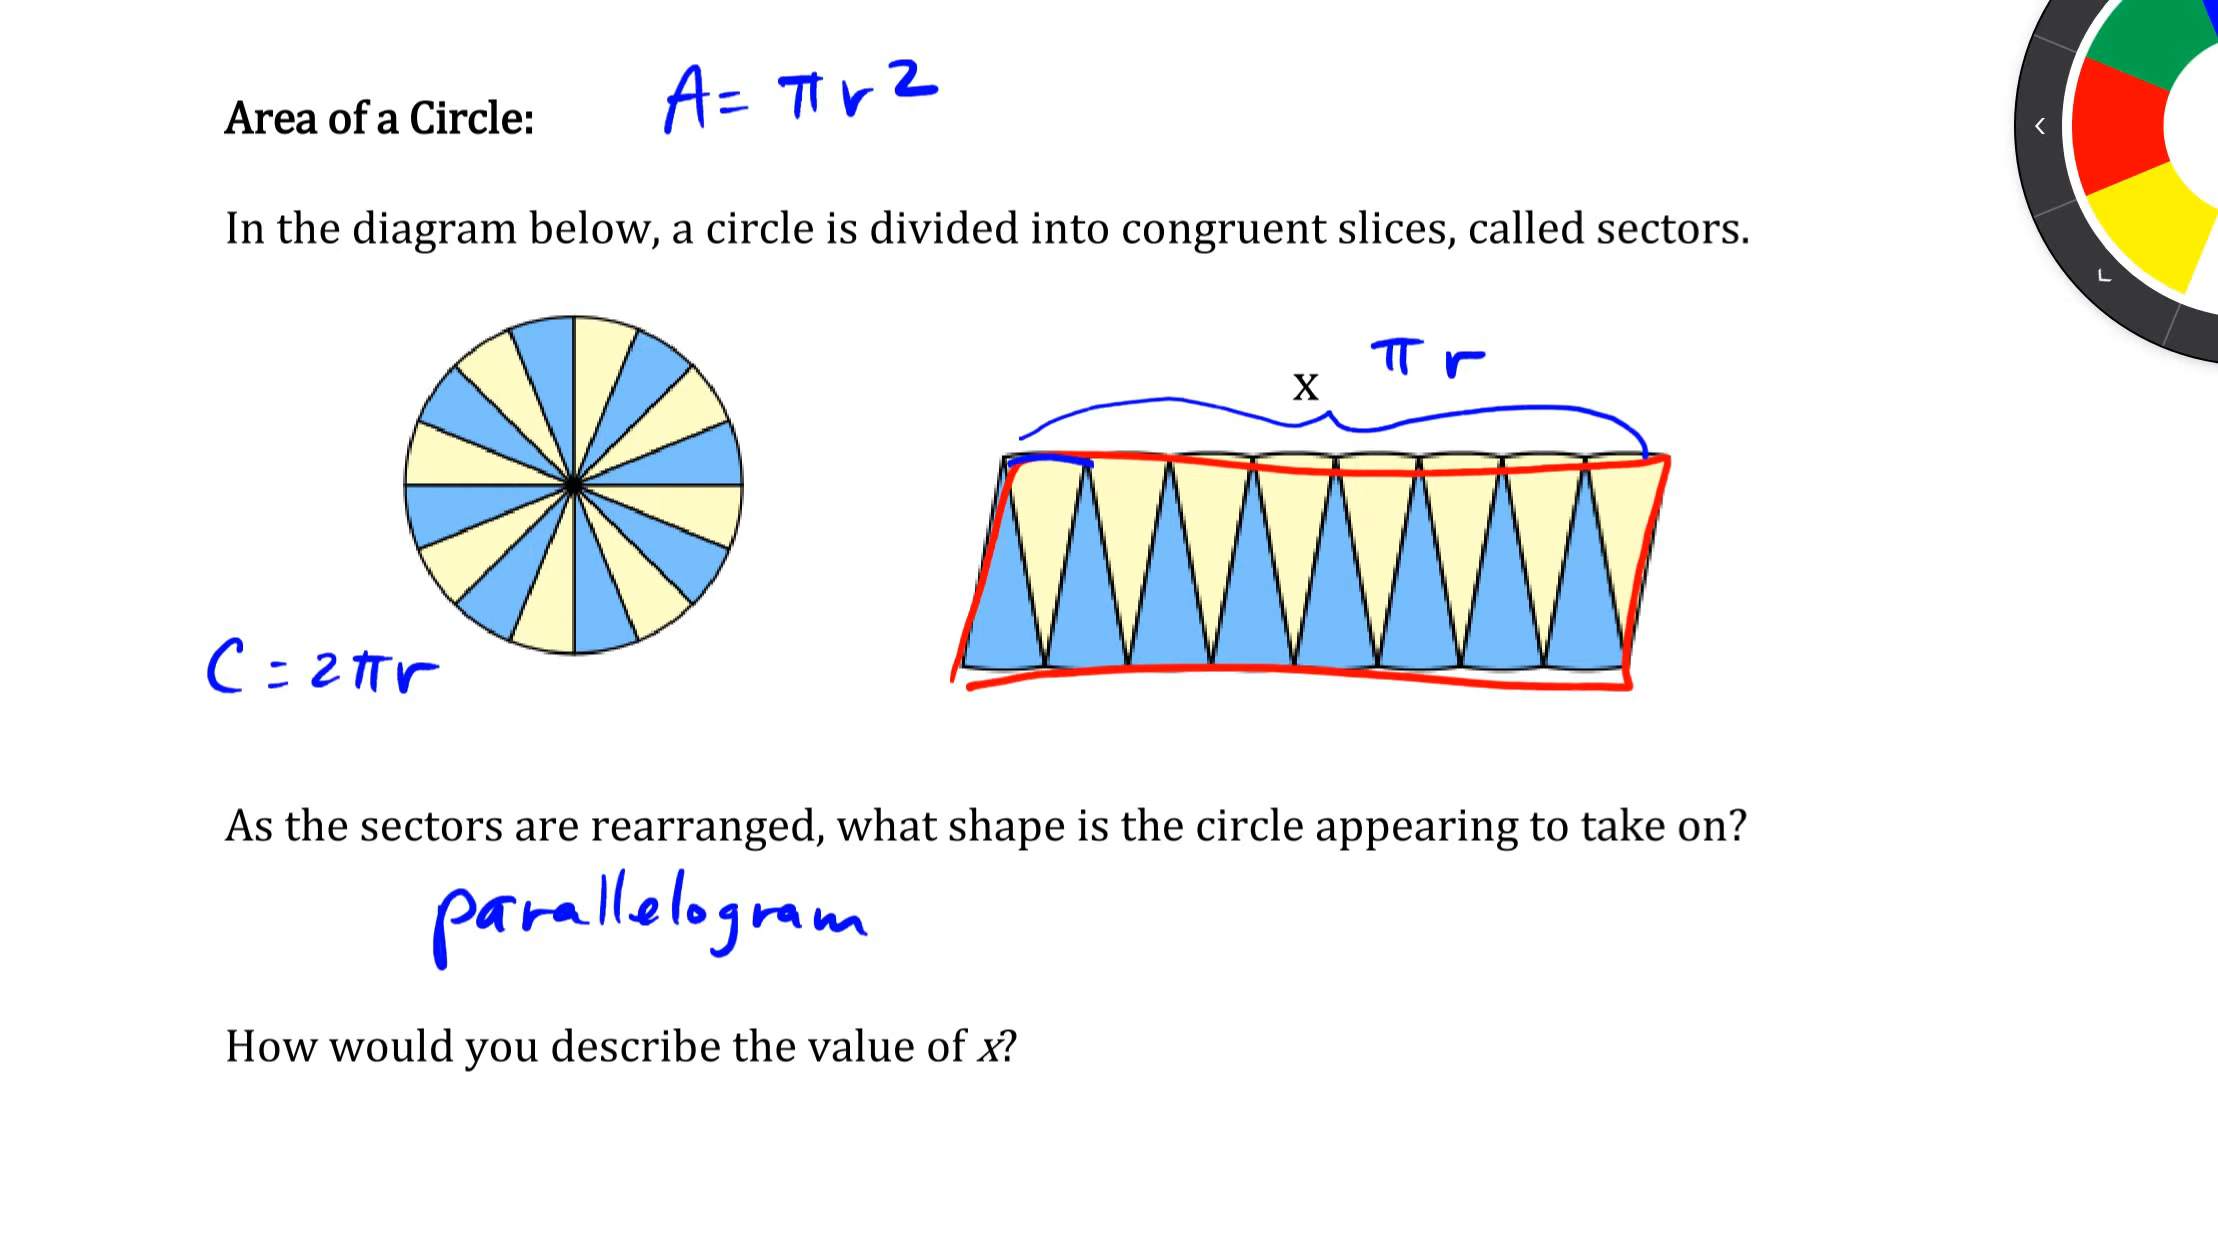 Area of a Circle: A = πr²
In the diagram below, a circle is divided into congruent slices, called sectors.
x πr
C = 2πr
As the sectors are rearranged, what shape is the circle appearing to take on?
parallelogram
How would you describe the value of x?